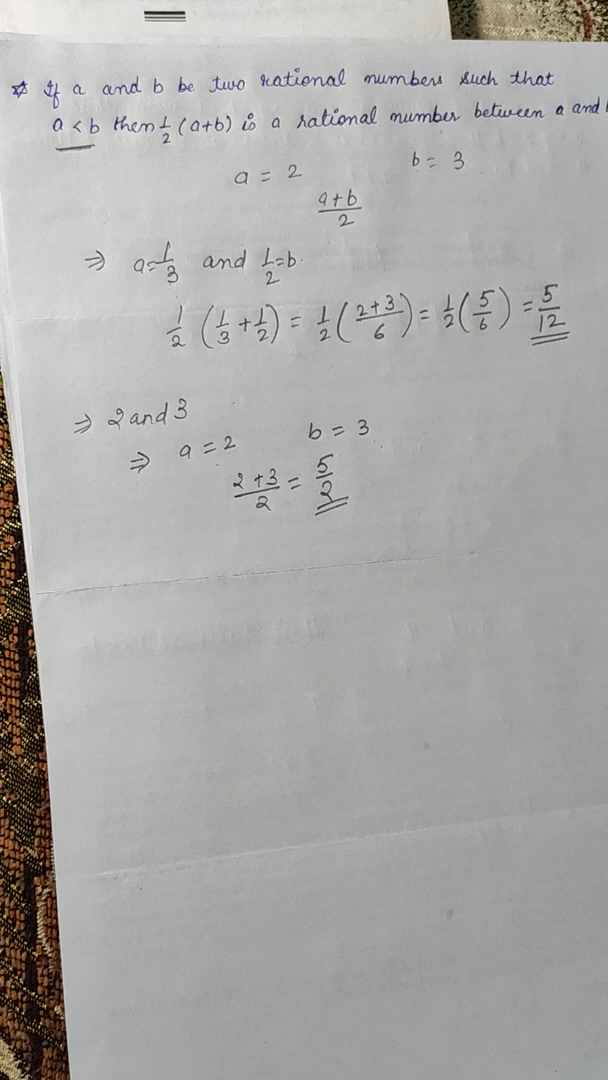 ☆ If a and b be two rational numbers such that
a < b then 1/2 (a+b) is a rational number between a and
a = 2 b = 3
a+b/2
⇒ a=1/3 and 1/2=b.
1/2 (1/3 + 1/2) = 1/2 (2+3/6) = 1/2 (5/6) = 5/12
⇒ 2 and 3
⇒ a = 2 b = 3
2+3/2 = 5/2